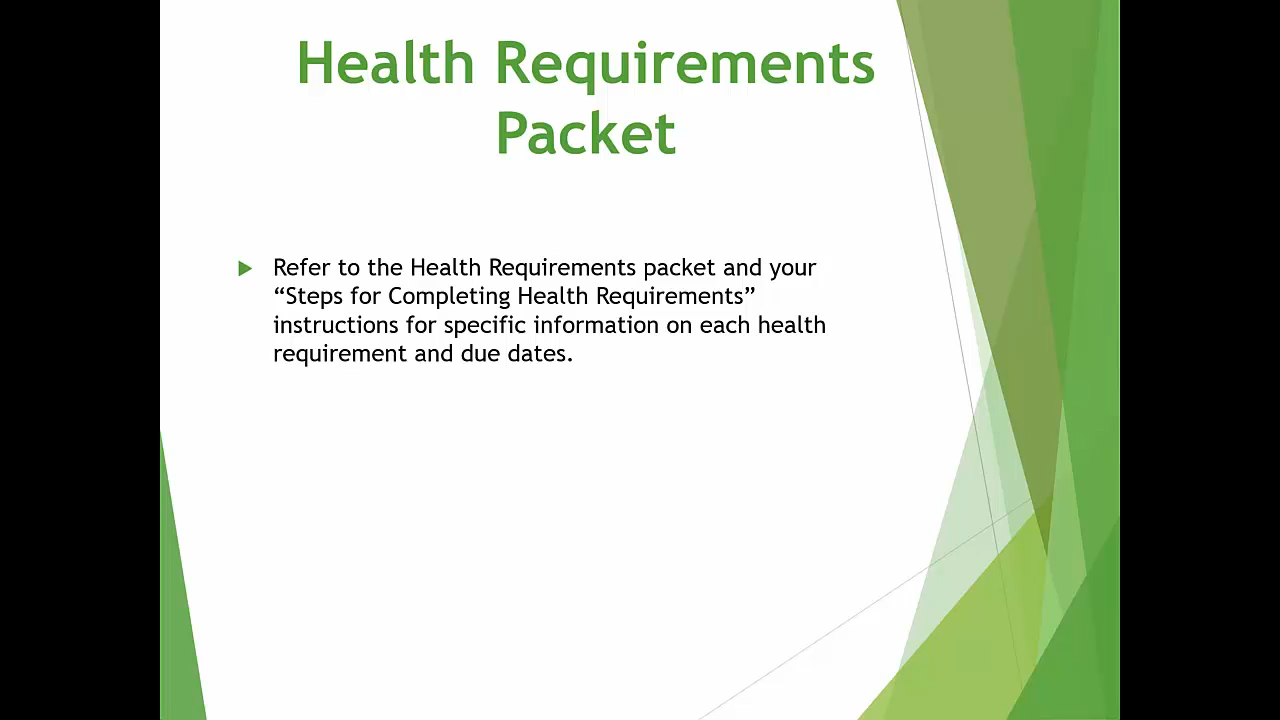 Health Requirements
Packet
Refer to the Health Requirements packet and your
“Steps for Completing Health Requirements”
instructions for specific information on each health
requirement and due dates.